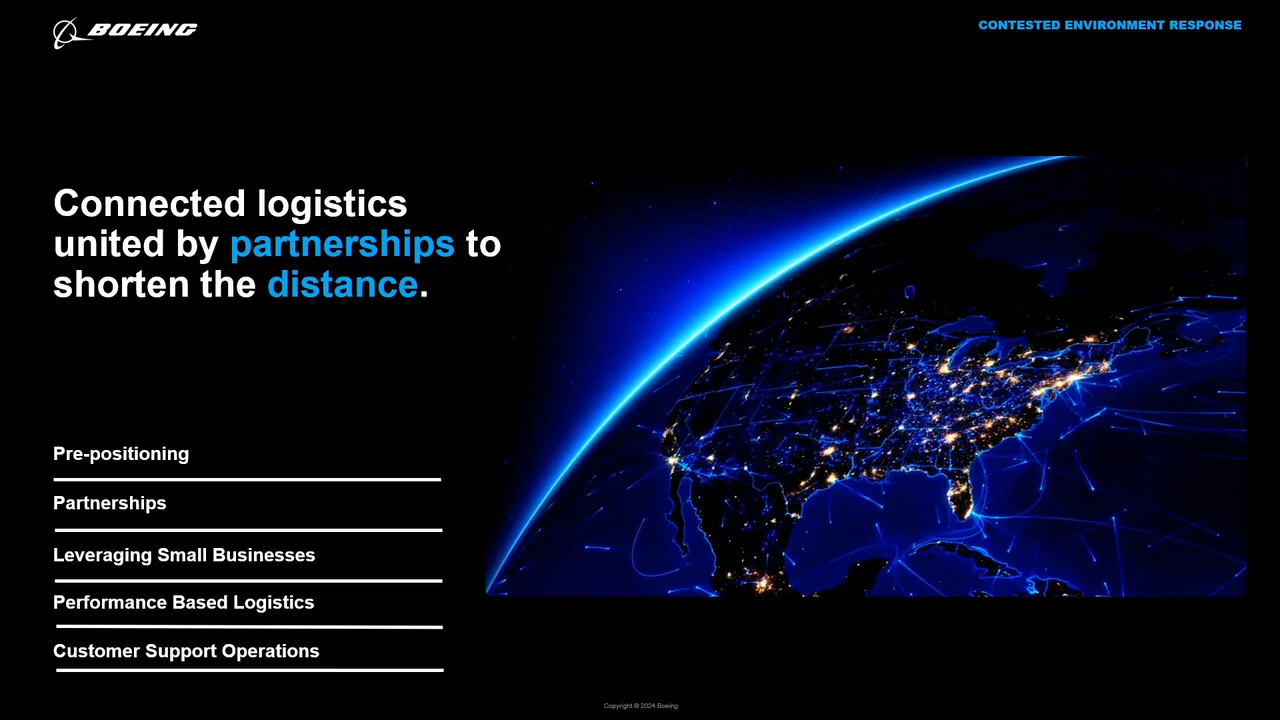 BOEING
CONTESTED ENVIRONMENT RESPONSE
Connected logistics
united by partnerships to
shorten the distance.
Pre-positioning
Partnerships
Leveraging Small Businesses
Performance Based Logistics
Customer Support Operations
Copyright © 2024 Boeing